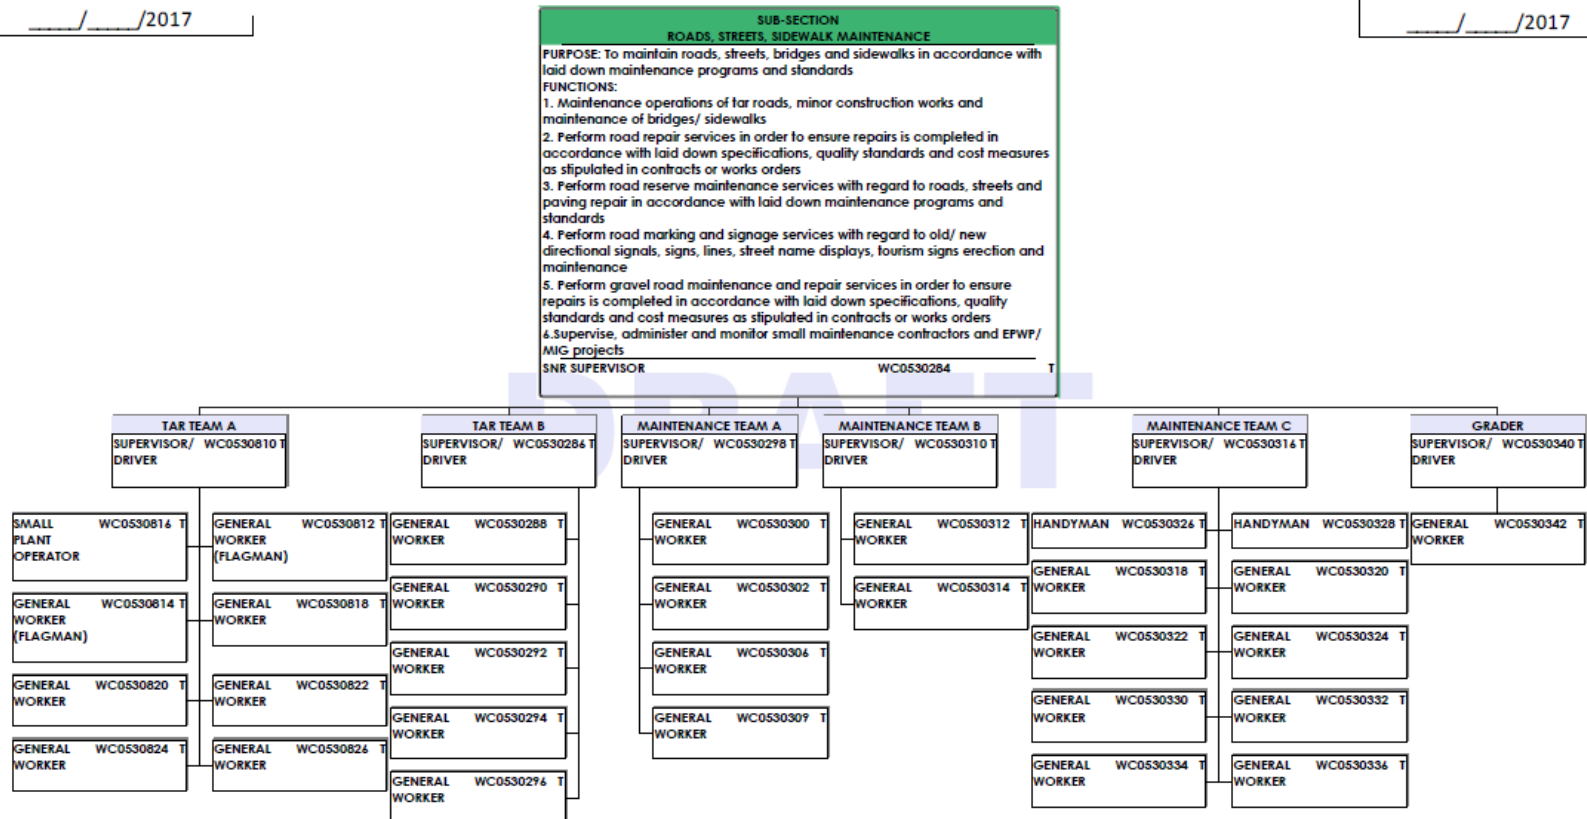 _____/_____/2017
_____/_____/2017
SUB-SECTION
ROADS, STREETS, SIDEWALK MAINTENANCE
PURPOSE: To maintain roads, streets, bridges and sidewalks in accordance with
laid down maintenance programs and standards
FUNCTIONS:
1. Maintenance operations of tar roads, minor construction works and
maintenance of bridges/ sidewalks
2. Perform road repair services in order to ensure repairs is completed in
accordance with laid down specifications, quality standards and cost measures
as stipulated in contracts or works orders
3. Perform road reserve maintenance services with regard to roads, streets and
paving repair in accordance with laid down maintenance programs and
standards
4. Perform road marking and signage services with regard to old/ new
directional signals, signs, lines, street name displays, tourism signs erection and
maintenance
5. Perform gravel road maintenance and repair services in order to ensure
repairs is completed in accordance with laid down specifications, quality
standards and cost measures as stipulated in contracts or works orders
6.Supervise, administer and monitor small maintenance contractors and EPWP/
MIG projects
SNR SUPERVISOR WC0530284 T
DRAFT
TAR TEAM A
SUPERVISOR/ WC0530810 T
DRIVER
SMALL WC0530816 T
PLANT
OPERATOR
GENERAL WC0530812 T
WORKER
(FLAGMAN)
GENERAL WC0530814 T
WORKER
(FLAGMAN)
GENERAL WC0530818 T
WORKER
GENERAL WC0530820 T
WORKER
GENERAL WC0530822 T
WORKER
GENERAL WC0530824 T
WORKER
GENERAL WC0530826 T
WORKER
TAR TEAM B
SUPERVISOR/ WC0530286 T
DRIVER
GENERAL WC0530288 T
WORKER
GENERAL WC0530290 T
WORKER
GENERAL WC0530292 T
WORKER
GENERAL WC0530294 T
WORKER
GENERAL WC0530296 T
WORKER
MAINTENANCE TEAM A
SUPERVISOR/ WC0530298 T
DRIVER
GENERAL WC0530300 T
WORKER
GENERAL WC0530302 T
WORKER
GENERAL WC0530306 T
WORKER
GENERAL WC0530309 T
WORKER
MAINTENANCE TEAM B
SUPERVISOR/ WC0530310 T
DRIVER
GENERAL WC0530312 T
WORKER
GENERAL WC0530314 T
WORKER
MAINTENANCE TEAM C
SUPERVISOR/ WC0530316 T
DRIVER
HANDYMAN WC0530326 T
HANDYMAN WC0530328 T
GENERAL WC0530318 T
WORKER
GENERAL WC0530320 T
WORKER
GENERAL WC0530322 T
WORKER
GENERAL WC0530324 T
WORKER
GENERAL WC0530330 T
WORKER
GENERAL WC0530332 T
WORKER
GENERAL WC0530334 T
WORKER
GENERAL WC0530336 T
WORKER
GRADER
SUPERVISOR/ WC0530340 T
DRIVER
GENERAL WC0530342 T
WORKER